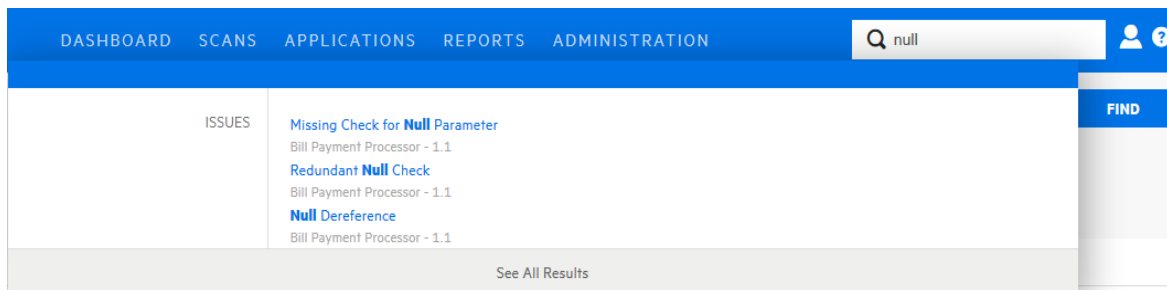 DASHBOARD SCANS APPLICATIONS REPORTS ADMINISTRATION null ?
FIND
ISSUES Missing Check for Null Parameter
Bill Payment Processor - 1.1
Redundant Null Check
Bill Payment Processor - 1.1
Null Dereference
Bill Payment Processor - 1.1
See All Results